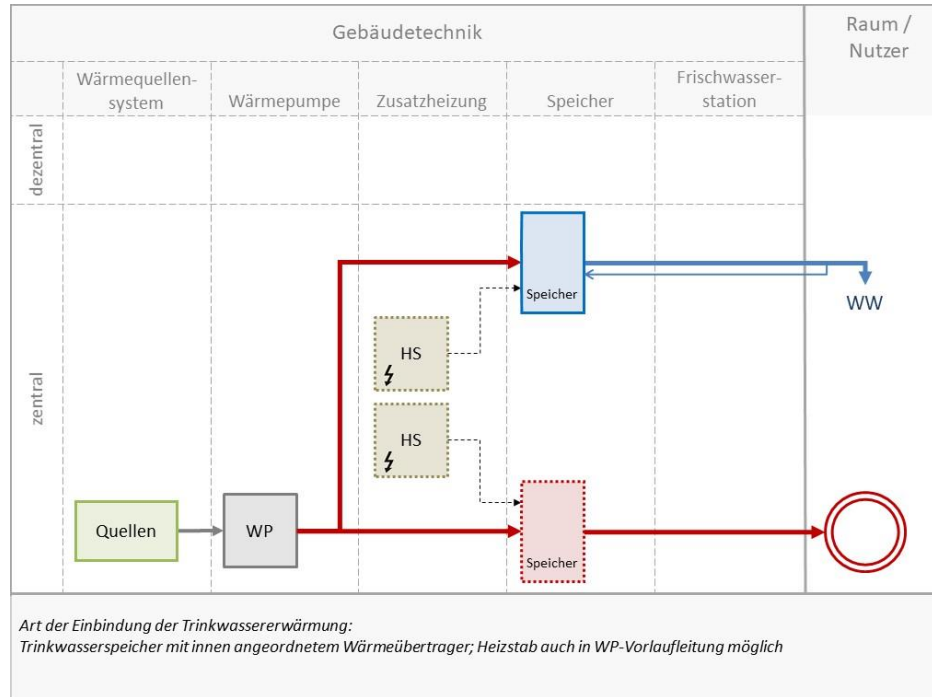 Gebäudetechnik
Raum /
Nutzer
Wärmequellen-
system
Wärmepumpe
Zusatzheizung
Speicher
Frischwasser-
station
dezentral
zentral
Speicher
WW
HS
HS
Quellen
WP
Speicher
Art der Einbindung der Trinkwassererwärmung:
Trinkwasserspeicher mit innen angeordnetem Wärmeübertrager; Heizstab auch in WP-Vorlaufleitung möglich